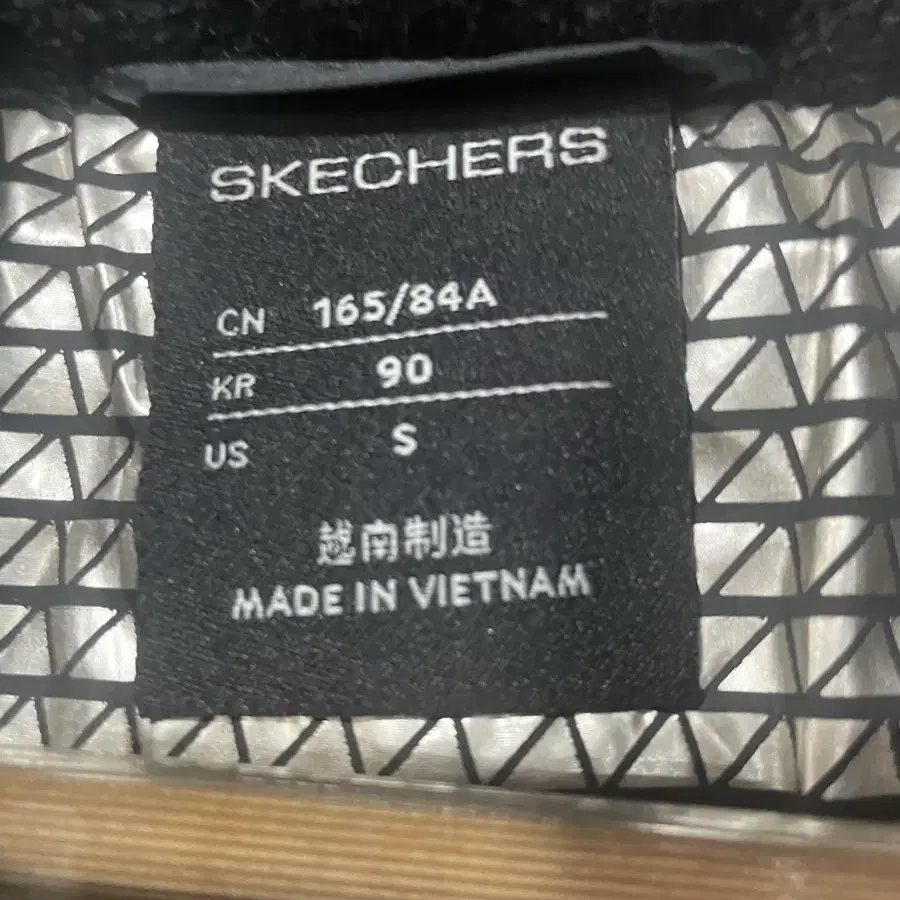 SKECHERS
CN 165/84A
KR 90
US S
越南制造
MADE IN VIETNAM